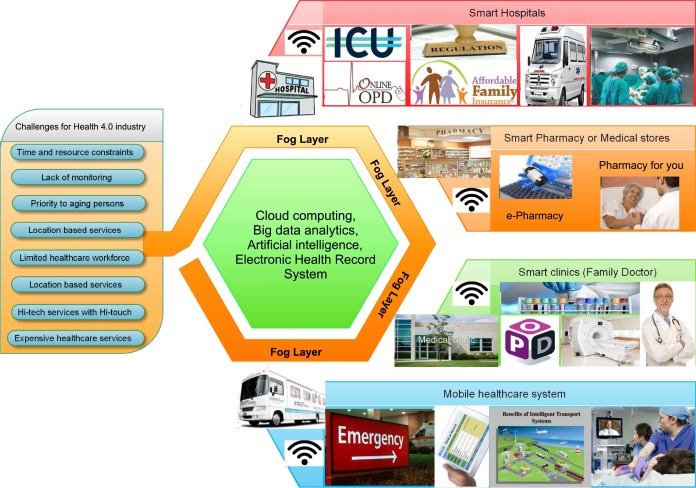 Smart Hospitals
ICU
REGULATION
HOSPITAL
ONLINE
OPD
Affordable
Family
Insurance
Challenges for Health 4.0 industry
Time and resource constraints
Lack of monitoring
Priority to aging persons
Location based services
Limited healthcare workforce
Location based services
Hi-tech services with Hi-touch
Expensive healthcare services
Fog Layer
Fog Layer
Fog Layer
Fog Layer
Cloud computing,
Big data analytics,
Artificial intelligence,
Electronic Health Record
System
PHARMACY
Smart Pharmacy or Medical stores
Pharmacy for you
e-Pharmacy
Smart clinics (Family Doctor)
Medical Clinic
O
P
D
Mobile healthcare system
Emergency
Benefits of Intelligent Transport
Systems